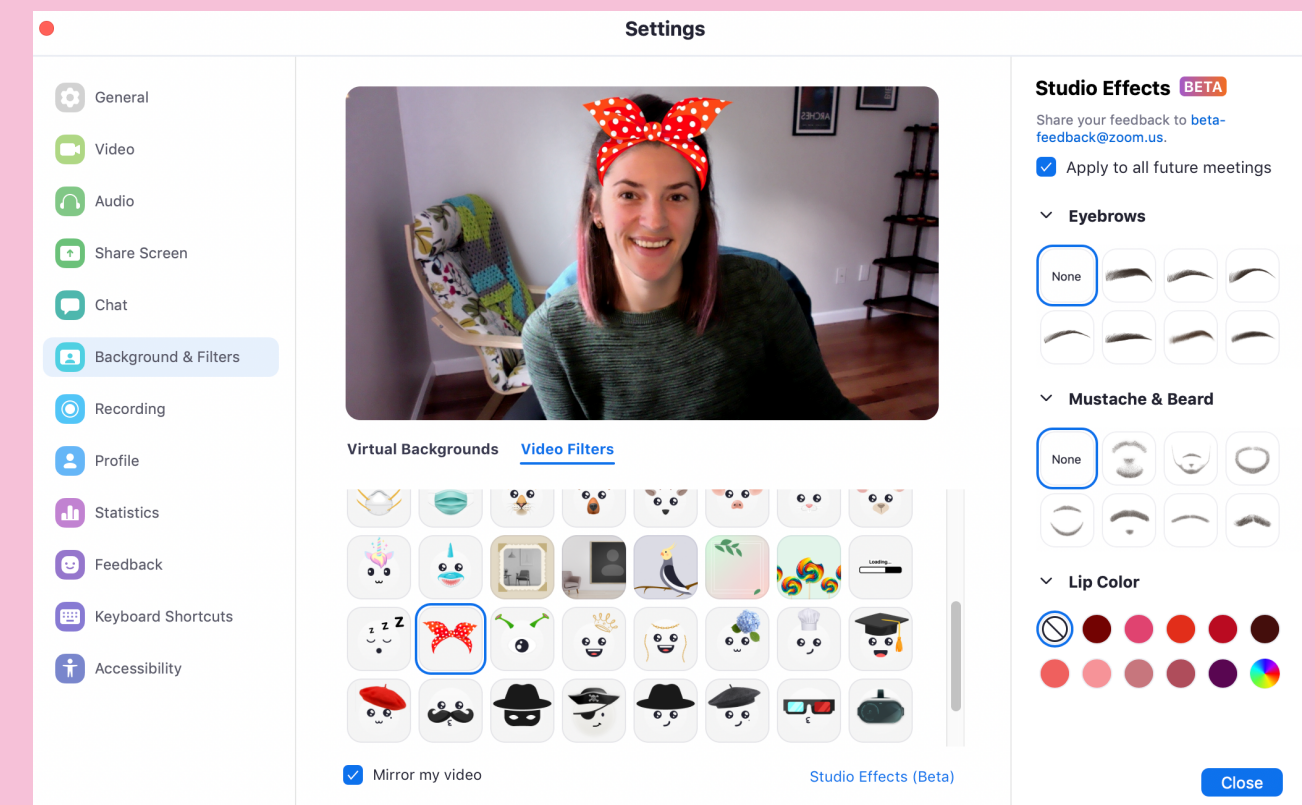 Settings
General
Video
Audio
Share Screen
Chat
Background & Filters
Recording
Profile
Statistics
Feedback
Keyboard Shortcuts
Accessibility
ARCHES
Virtual Backgrounds
Video Filters
Loading...
z z Z
Mirror my video
Studio Effects (Beta)
Studio Effects BETA
Share your feedback to beta-
feedback@zoom.us.
Apply to all future meetings
Eyebrows
None
Mustache & Beard
None
Lip Color
Close